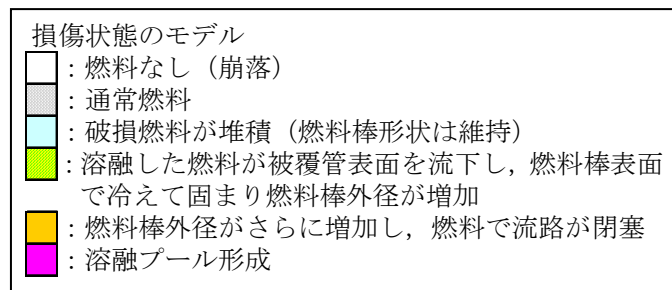 損傷状態のモデル
：燃料なし（崩落）
：通常燃料
：破損燃料が堆積（燃料棒形状は維持）
：溶融した燃料が被覆管表面を流下し，燃料棒表面
で冷えて固まり燃料棒外径が増加
：燃料棒外径がさらに増加し，燃料で流路が閉塞
：溶融プール形成